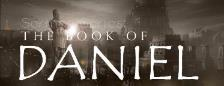 THE BOOK OF
DANIEL